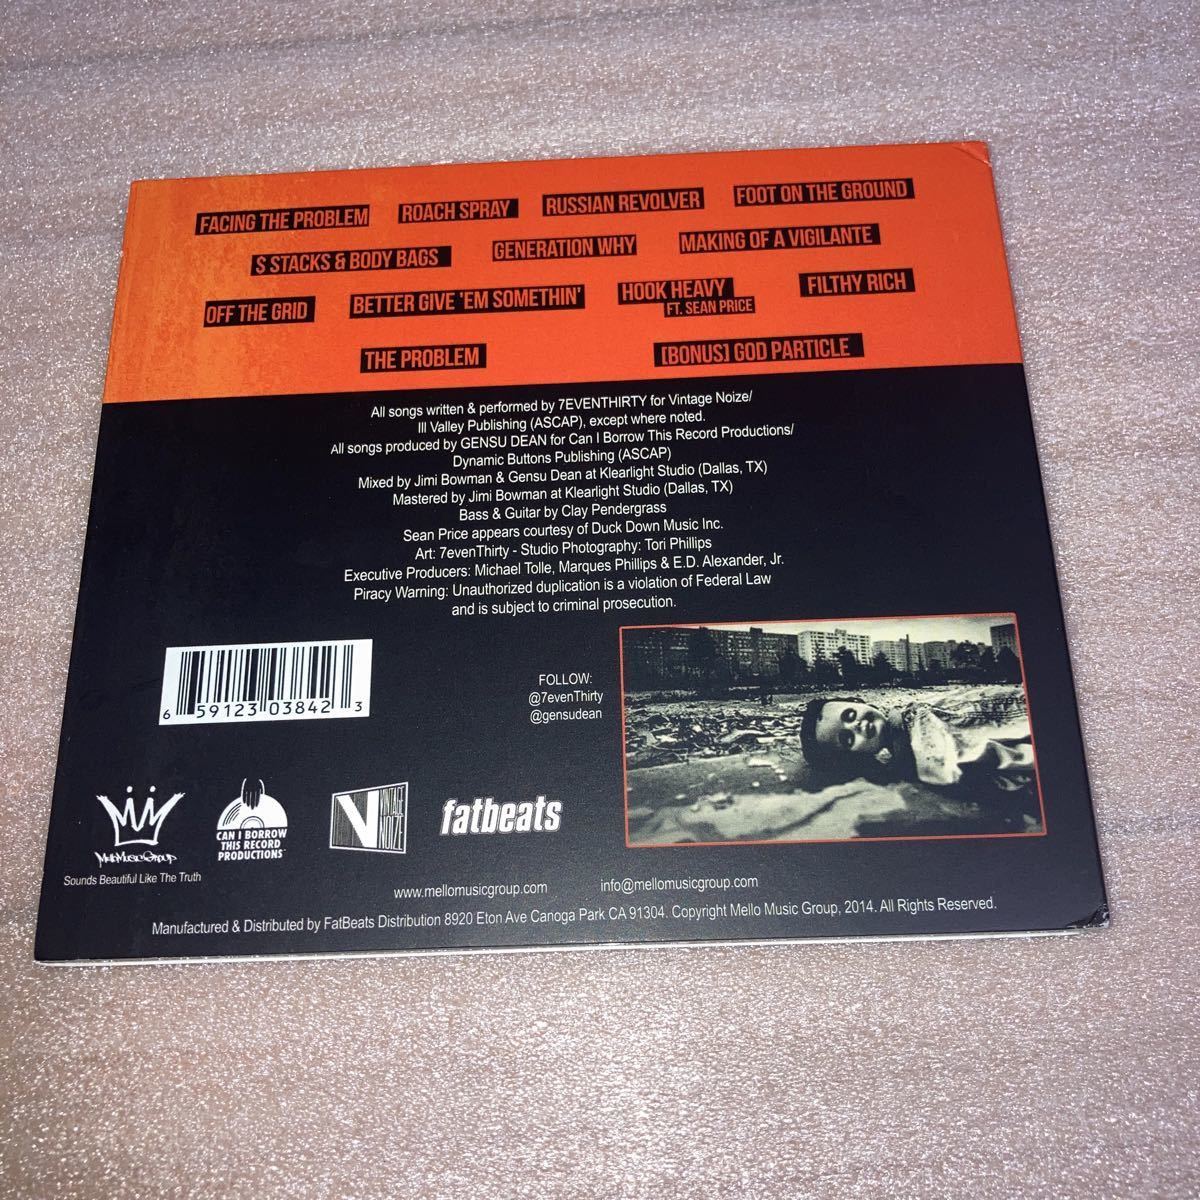 FACING THE PROBLEM
ROACH SPRAY
RUSSIAN REVOLVER
FOOT ON THE GROUND
$ STACKS & BODY BAGS
GENERATION WHY
MAKING OF A VIGILANTE
OFF THE GRID
BETTER GIVE 'EM SOMETHIN'
HOOK HEAVY
FT. SEAN PRICE
FILTHY RICH
THE PROBLEM
[BONUS] GOD PARTICLE
All songs written & performed by 7EVENTHIRTY for Vintage Noize/
Ill Valley Publishing (ASCAP), except where noted.
All songs produced by GENSU DEAN for Can I Borrow This Record Productions/
Dynamic Buttons Publishing (ASCAP)
Mixed by Jimi Bowman & Gensu Dean at Klearlight Studio (Dallas, TX)
Mastered by Jimi Bowman at Klearlight Studio (Dallas, TX)
Bass & Guitar by Clay Pendergrass
Sean Price appears courtesy of Duck Down Music Inc.
Art: 7evenThirty - Studio Photography: Tori Phillips
Executive Producers: Michael Tolle, Marques Phillips & E.D. Alexander, Jr.
Piracy Warning: Unauthorized duplication is a violation of Federal Law
and is subject to criminal prosecution.
6 59123 03842 3
FOLLOW:
@7evenThirty
@gensudean
MelloMusicGroup
Sounds Beautiful Like The Truth
CAN I BORROW
THIS RECORD
PRODUCTIONS
V VINTAGE
NOIZE
fatbeats
www.mellomusicgroup.com
info@mellomusicgroup.com
Manufactured & Distributed by FatBeats Distribution 8920 Eton Ave Canoga Park CA 91304. Copyright Mello Music Group, 2014. All Rights Reserved.